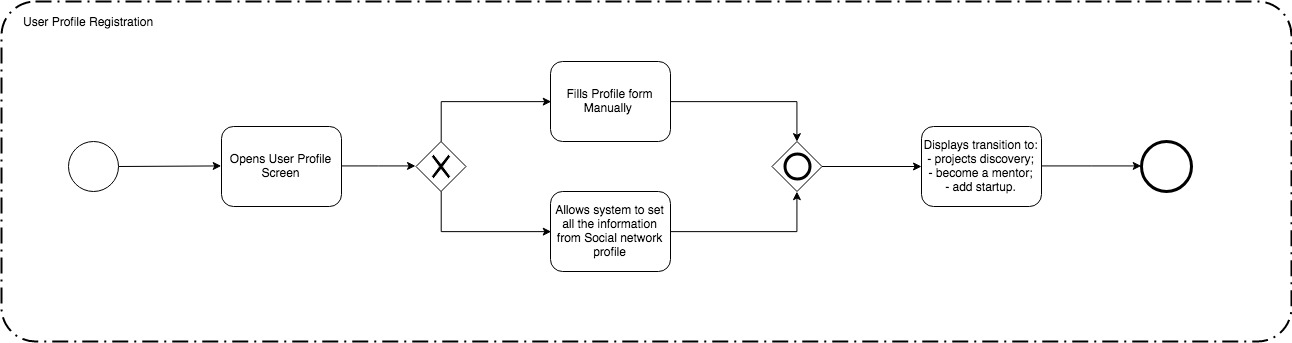 User Profile Registration
Opens User Profile
Screen
Fills Profile form
Manually
Allows system to set
all the information
from Social network
profile
Displays transition to:
- projects discovery;
- become a mentor;
- add startup.